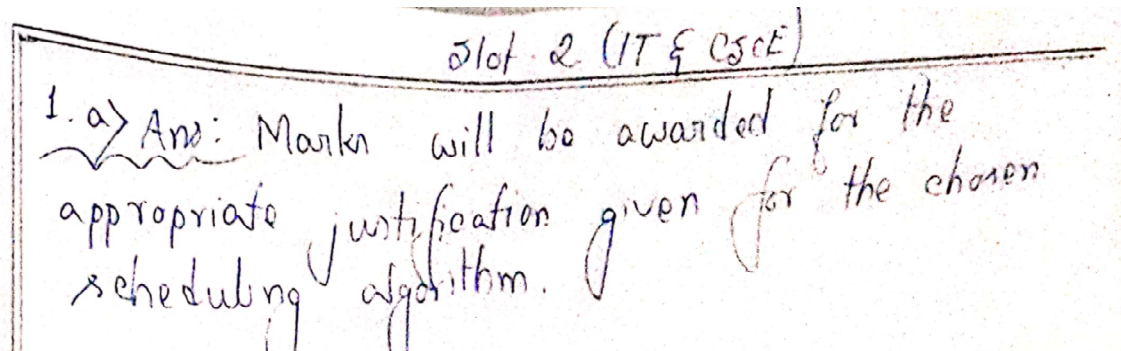 Slot. 2 (IT & CSCE)
1. a) Ans: Marks will be awarded for the
appropriate justification given for the chosen
scheduling algorithm.